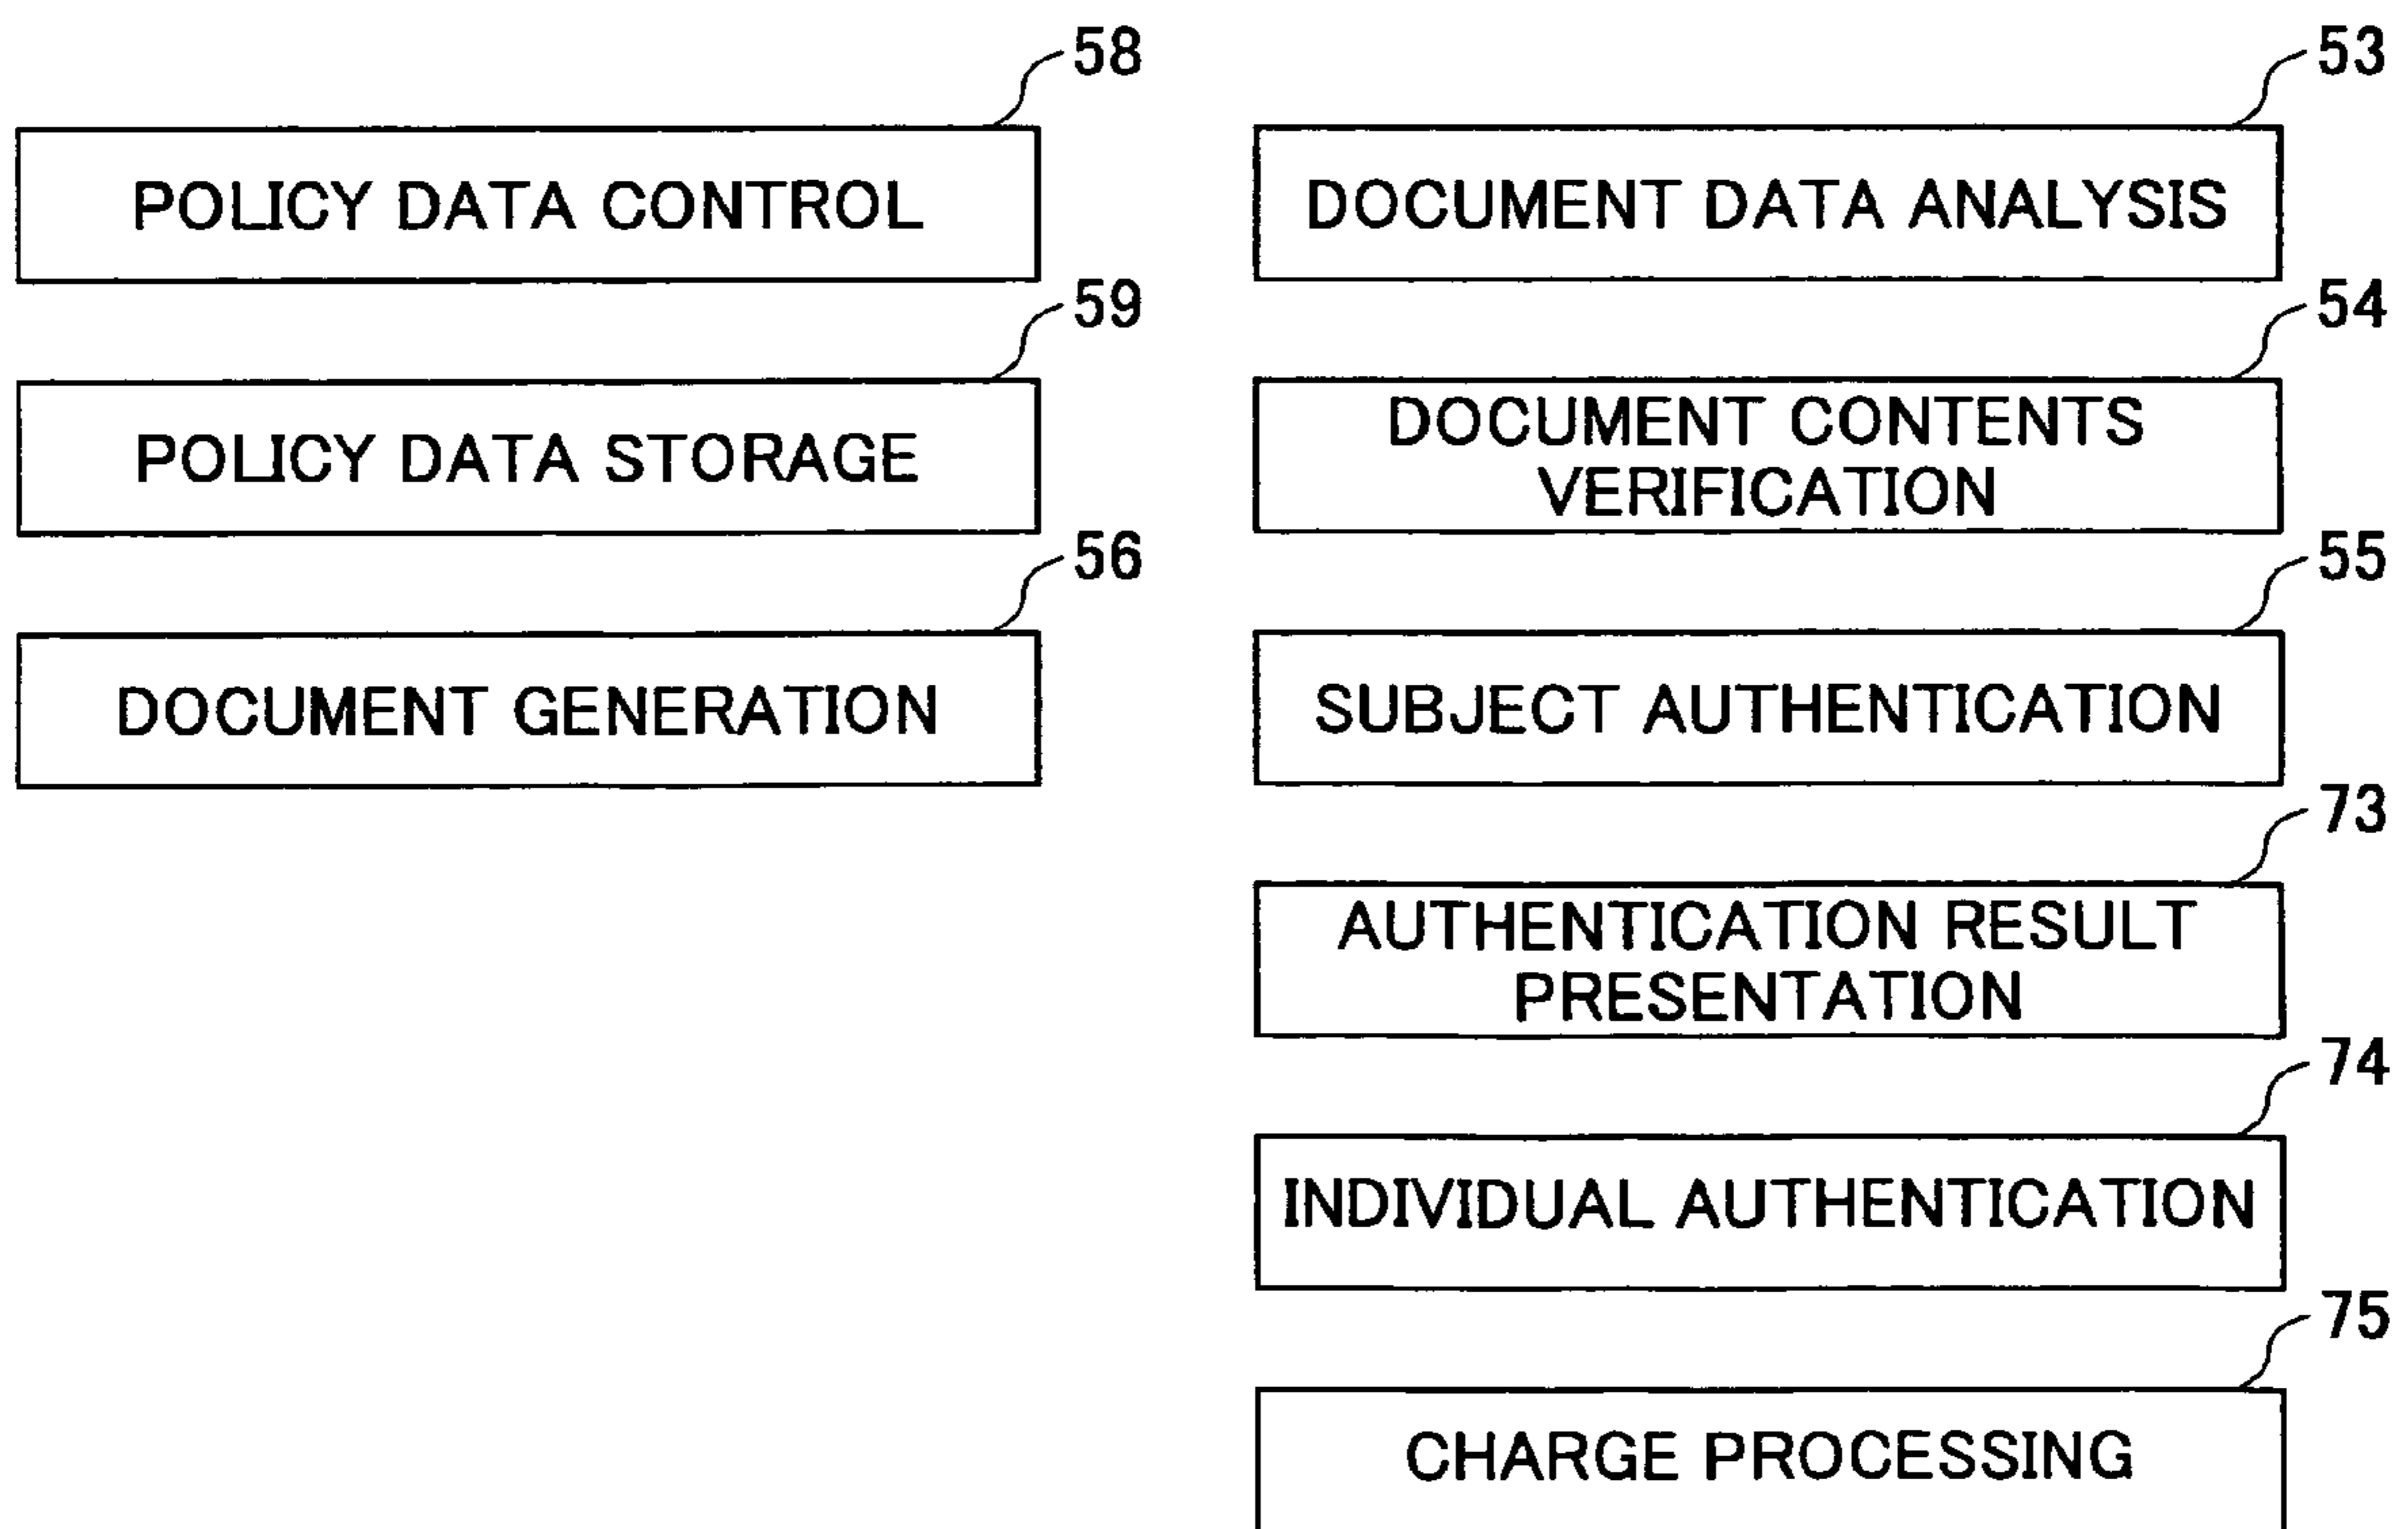 58
POLICY DATA CONTROL
59
POLICY DATA STORAGE
56
DOCUMENT GENERATION
53
DOCUMENT DATA ANALYSIS
54
DOCUMENT CONTENTS
VERIFICATION
55
SUBJECT AUTHENTICATION
73
AUTHENTICATION RESULT
PRESENTATION
74
INDIVIDUAL AUTHENTICATION
75
CHARGE PROCESSING